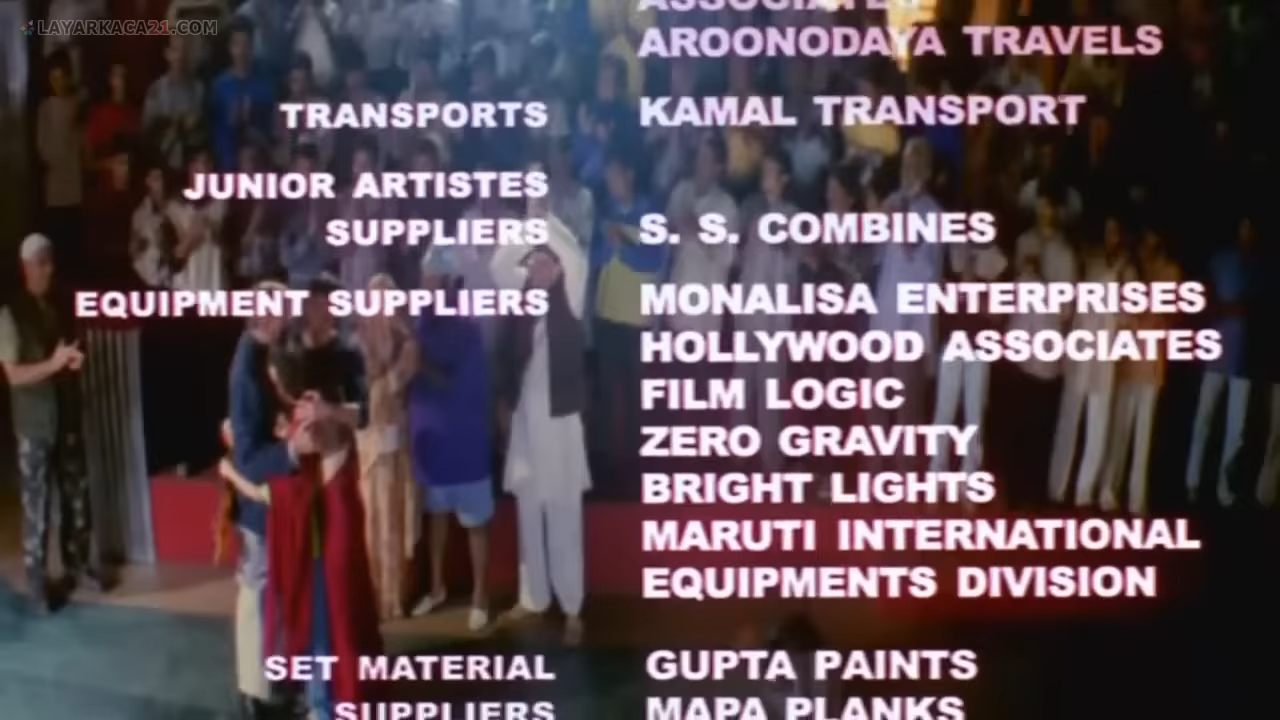 LAYARKACA21.COM
ASSOCIATES
AROONODAYA TRAVELS
TRANSPORTS KAMAL TRANSPORT
JUNIOR ARTISTES
SUPPLIERS S. S. COMBINES
EQUIPMENT SUPPLIERS MONALISA ENTERPRISES
HOLLYWOOD ASSOCIATES
FILM LOGIC
ZERO GRAVITY
BRIGHT LIGHTS
MARUTI INTERNATIONAL
EQUIPMENTS DIVISION
SET MATERIAL GUPTA PAINTS
SUPPLIERS MAPA PLANKS